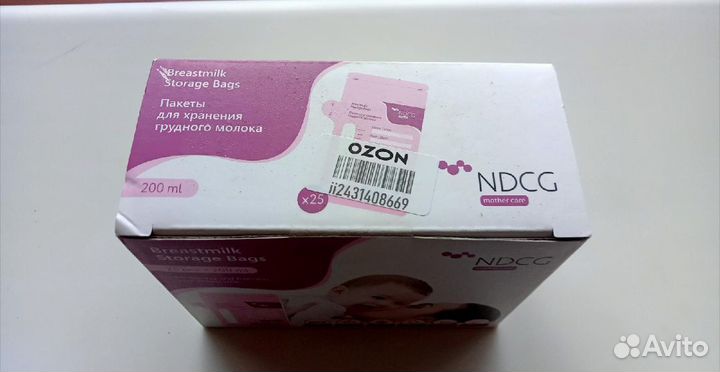 Breastmilk
Storage Bags
Пакеты
для хранения
грудного молока
200 ml
OZON
ii2431408669
x25
NDCG
mother care
Breastmilk
Storage Bags
NDCG
Avito